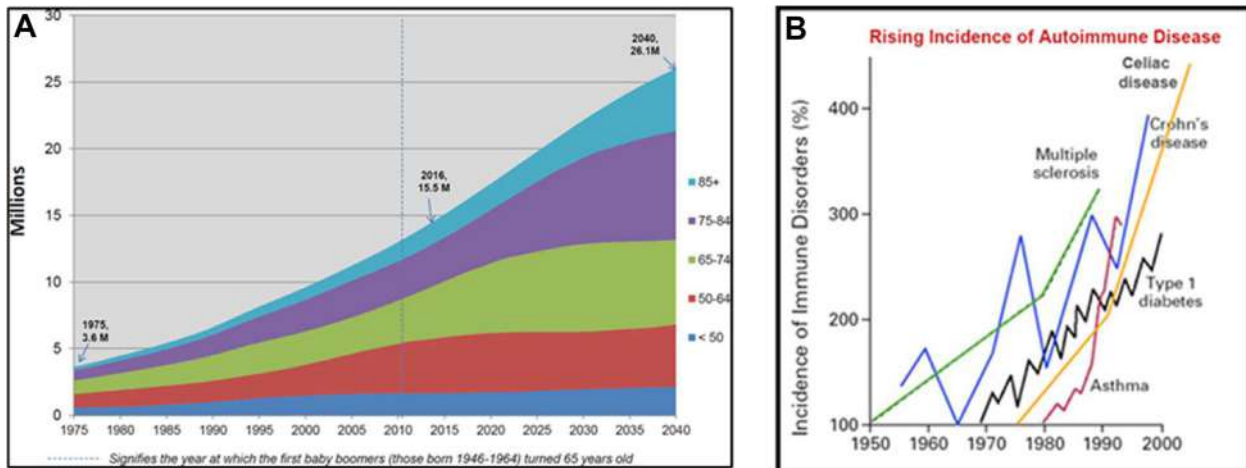 A
30
25
20
15
10
5
0
Millions
1975,
3.6 M
2016,
15.5 M
2040,
26.1M
85+
75-84
65-74
50-64
< 50
1975 1980 1985 1990 1995 2000 2005 2010 2015 2020 2025 2030 2035 2040
Signifies the year at which the first baby boomers (those born 1946-1964) turned 65 years old
B
Rising Incidence of Autoimmune Disease
Incidence of Immune Disorders (%)
400
300
200
100
Celiac
disease
Crohn's
disease
Multiple
sclerosis
Type 1
diabetes
Asthma
1950 1960 1970 1980 1990 2000